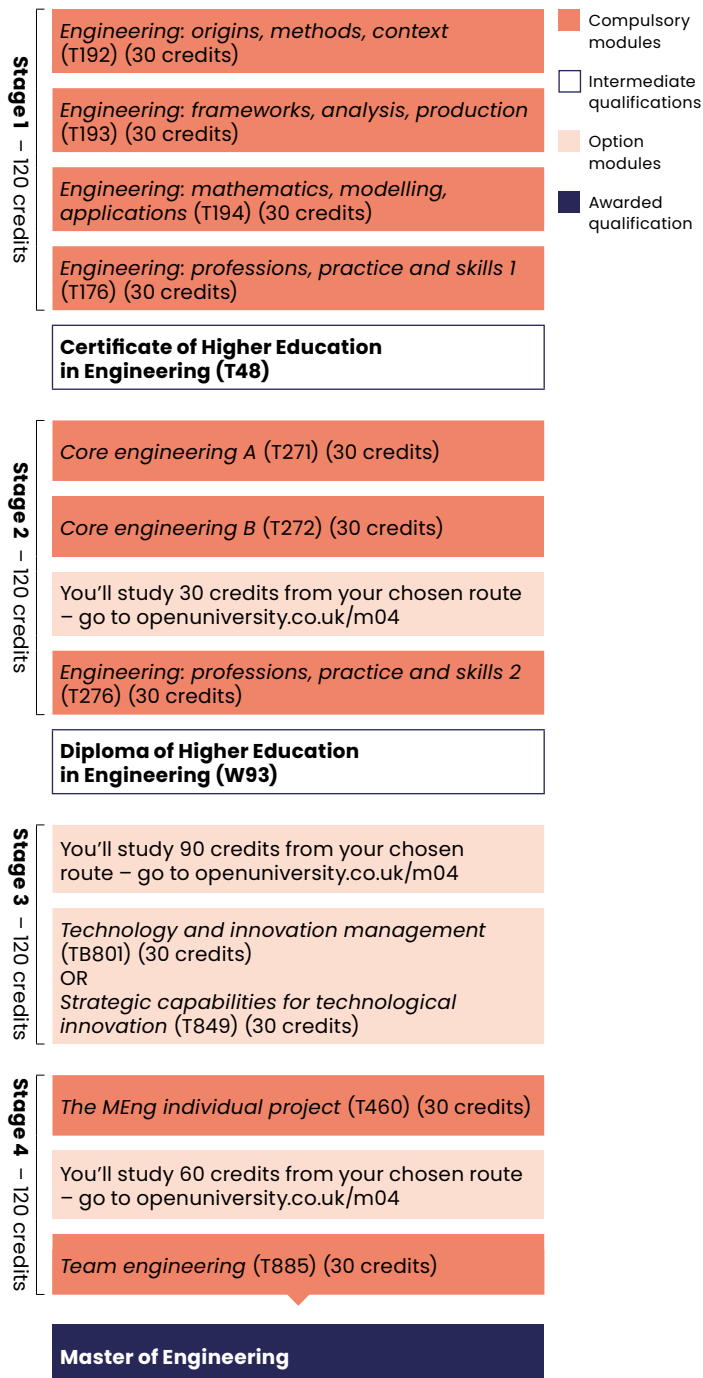 Stage 1 – 120 credits
Engineering: origins, methods, context
(T192) (30 credits)
Engineering: frameworks, analysis, production
(T193) (30 credits)
Engineering: mathematics, modelling,
applications (T194) (30 credits)
Engineering: professions, practice and skills 1
(T176) (30 credits)
Compulsory
modules
Intermediate
qualifications
Option
modules
Awarded
qualification
Certificate of Higher Education
in Engineering (T48)
Stage 2 – 120 credits
Core engineering A (T271) (30 credits)
Core engineering B (T272) (30 credits)
You’ll study 30 credits from your chosen route
– go to openuniversity.co.uk/m04
Engineering: professions, practice and skills 2
(T276) (30 credits)
Diploma of Higher Education
in Engineering (W93)
Stage 3 – 120 credits
You’ll study 90 credits from your chosen
route – go to openuniversity.co.uk/m04
Technology and innovation management
(TB801) (30 credits)
OR
Strategic capabilities for technological
innovation (T849) (30 credits)
Stage 4 – 120 credits
The MEng individual project (T460) (30 credits)
You’ll study 60 credits from your chosen route
– go to openuniversity.co.uk/m04
Team engineering (T885) (30 credits)
Master of Engineering